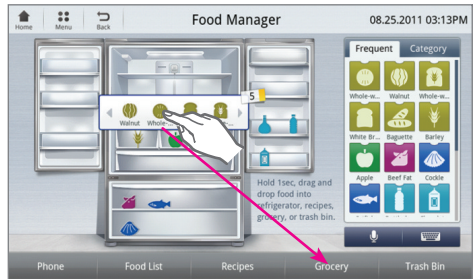 Home
Menu
Back
Food Manager
08.25.2011 03:13PM
Frequent
Category
5
Walnut
Whole-
Whole-w...
Walnut
Whole-w...
White Br...
Baguette
Barley
Apple
Beef Fat
Cockle
Hold 1sec, drag and
drop food into
refrigerator, recipes,
grocery, or trash bin.
Phone
Food List
Recipes
Grocery
Trash Bin